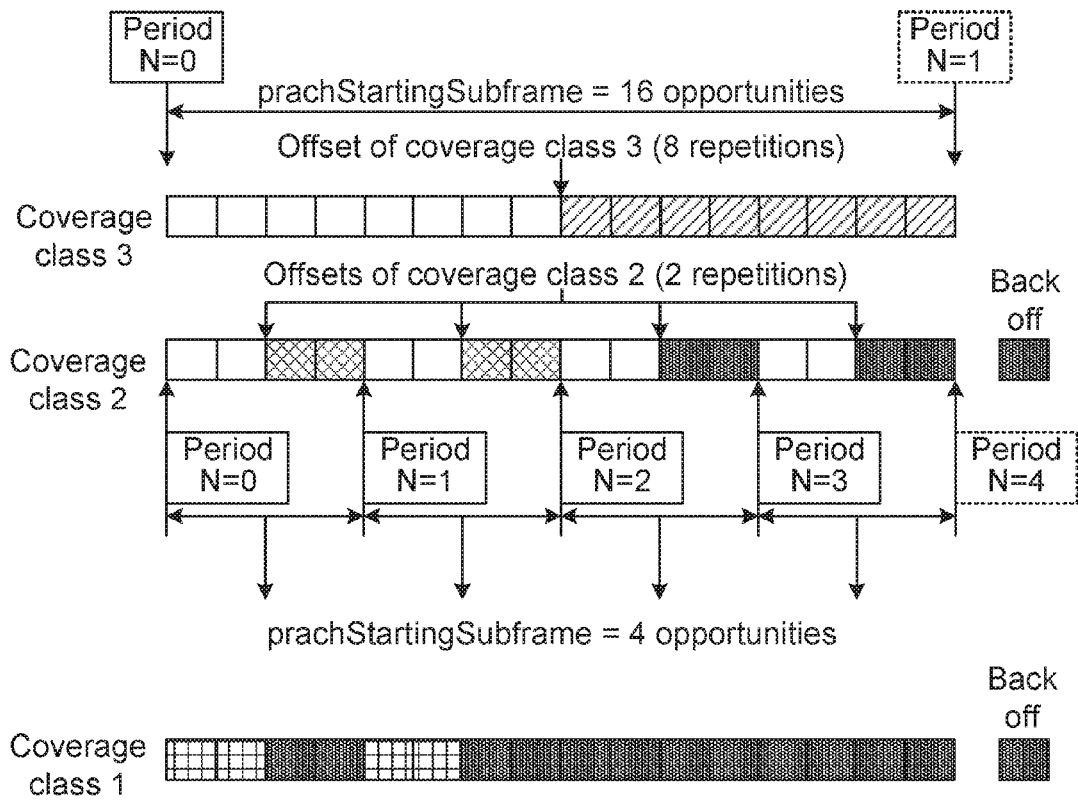 Period
N=0
Period
N=1
prachStartingSubframe = 16 opportunities
Offset of coverage class 3 (8 repetitions)
Coverage
class 3
Offsets of coverage class 2 (2 repetitions)
Back
off
Coverage
class 2
Period
N=0
Period
N=1
Period
N=2
Period
N=3
Period
N=4
prachStartingSubframe = 4 opportunities
Back
off
Coverage
class 1